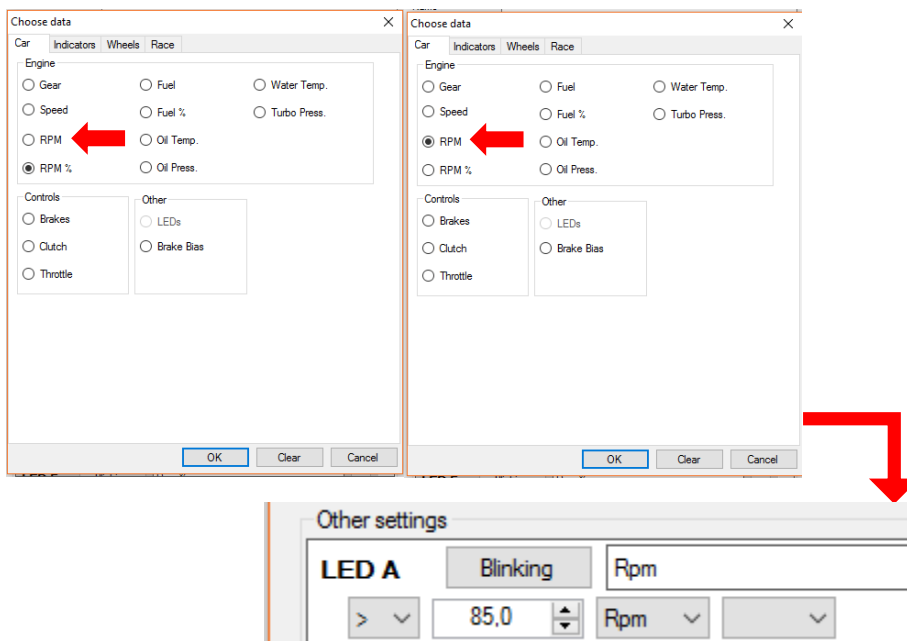 Choose data
Car Indicators Wheels Race
Engine
Gear Fuel Water Temp.
Speed Fuel % Turbo Press.
RPM Oil Temp.
RPM % Oil Press.
Controls Other
Brakes LEDs
Clutch Brake Bias
Throttle
OK Clear Cancel
Choose data
Car Indicators Wheels Race
Engine
Gear Fuel Water Temp.
Speed Fuel % Turbo Press.
RPM Oil Temp.
RPM % Oil Press.
Controls Other
Brakes LEDs
Clutch Brake Bias
Throttle
OK Clear Cancel
Other settings
LED A Blinking Rpm
> 85,0 Rpm